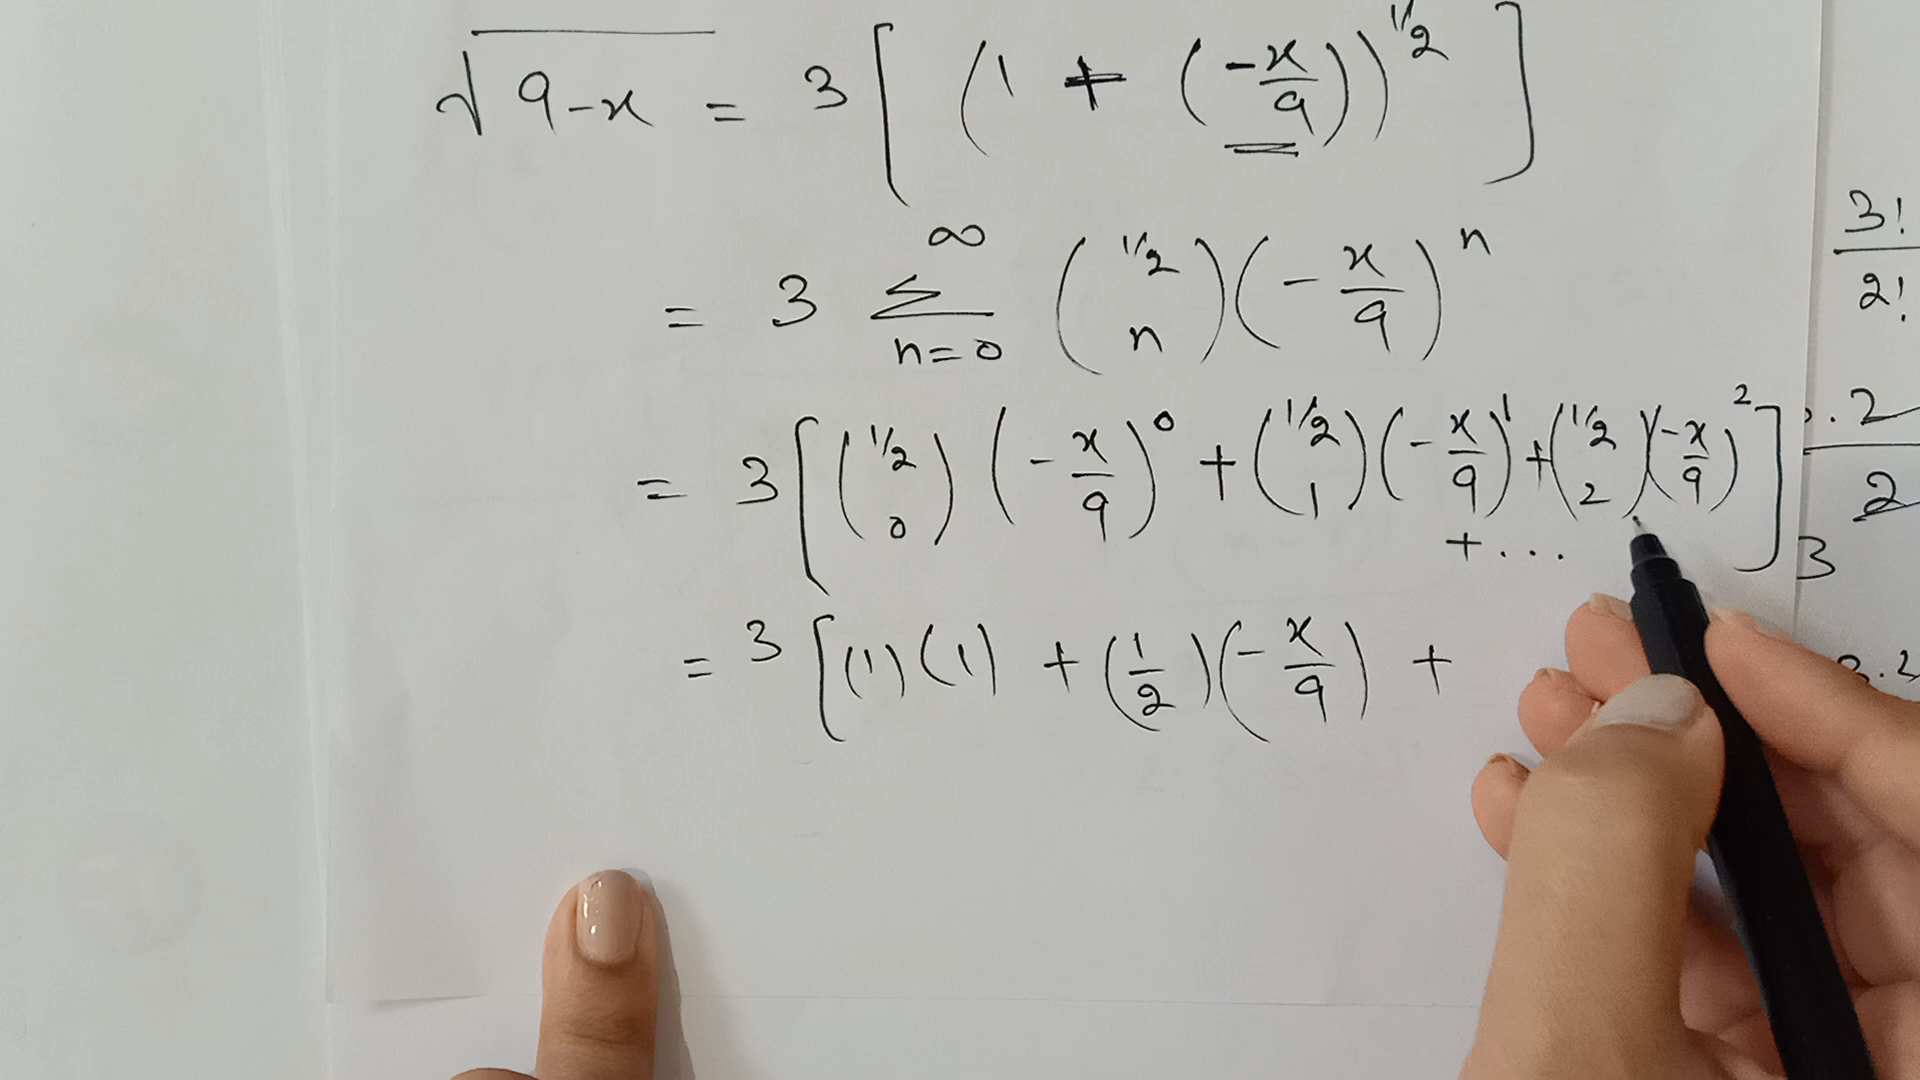 √9-x = 3[(1 + (-x/9))^1/2]
= 3 ∞Σn=0 (1/2 n)(-x/9)^n
= 3[(1/2 0)(-x/9)^0 + (1/2 1)(-x/9)^1 + (1/2 2)(-x/9)^2
+ ... ]
= 3[(1)(1) + (1/2)(-x/9) +
3!
2!
. 2
2
3